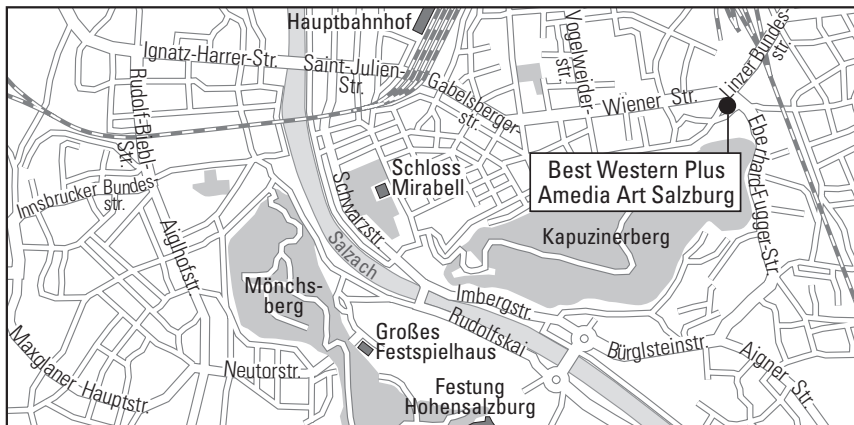 Hauptbahnhof
Ignatz-Harrer-Str.
Saint-Julien-
Str.
Vogelweider-
str.
Linzer Bundes-
str.
Rudolf-Biebl-
Str.
Gabelsberger-
str.
Wiener Str.
Eberhard-Fugger-Str.
Best Western Plus
Amedia Art Salzburg
Schloss
Mirabell
Innsbrucker Bundes-
str.
Schwarzstr.
Aiglhofstr.
Salzach
Kapuzinerberg
Mönchs-
berg
Imbergstr.
Rudolfskai
Großes
Festspielhaus
Bürglsteinstr.
Aigner Str.
Maxglaner-Hauptstr.
Neutorstr.
Festung
Hohensalzburg